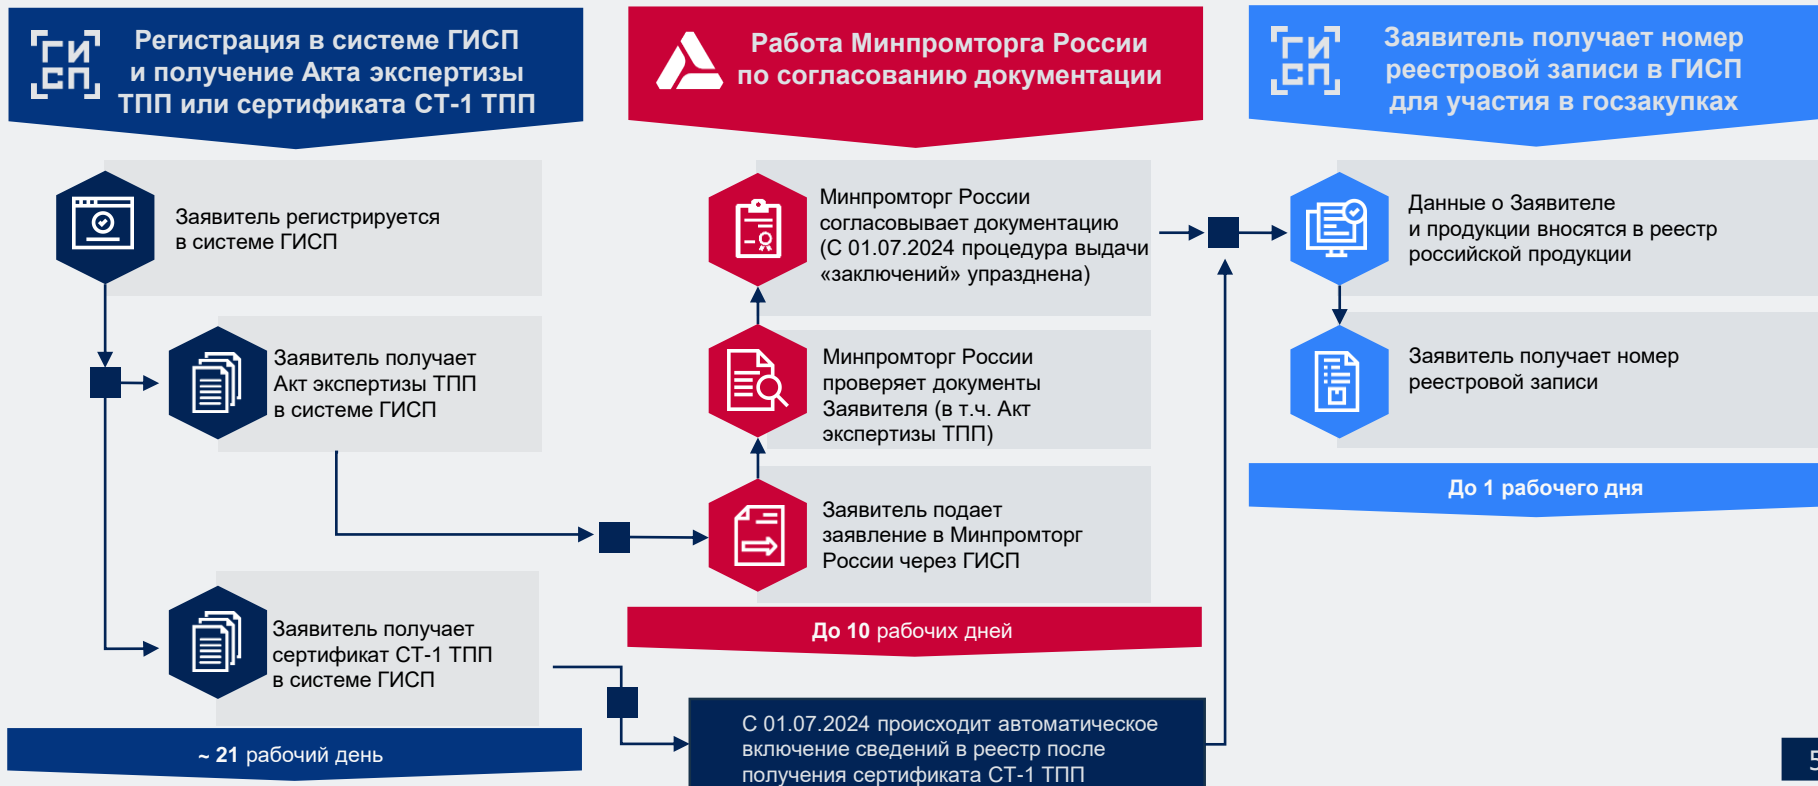 ГИ
СП
Регистрация в системе ГИСП
и получение Акта экспертизы
ТПП или сертификата СТ-1 ТПП
Заявитель регистрируется
в системе ГИСП
Заявитель получает
Акт экспертизы ТПП
в системе ГИСП
Заявитель получает
сертификат СТ-1 ТПП
в системе ГИСП
~ 21 рабочий день
Работа Минпромторга России
по согласованию документации
Минпромторг России
согласовывает документацию
(С 01.07.2024 процедура выдачи
«заключений» упразднена)
Минпромторг России
проверяет документы
Заявителя (в т.ч. Акт
экспертизы ТПП)
Заявитель подает
заявление в Минпромторг
России через ГИСП
До 10 рабочих дней
С 01.07.2024 происходит автоматическое
включение сведений в реестр после
получения сертификата СТ-1 ТПП
ГИ
СП
Заявитель получает номер
реестровой записи в ГИСП
для участия в госзакупках
Данные о Заявителе
и продукции вносятся в реестр
российской продукции
Заявитель получает номер
реестровой записи
До 1 рабочего дня
5